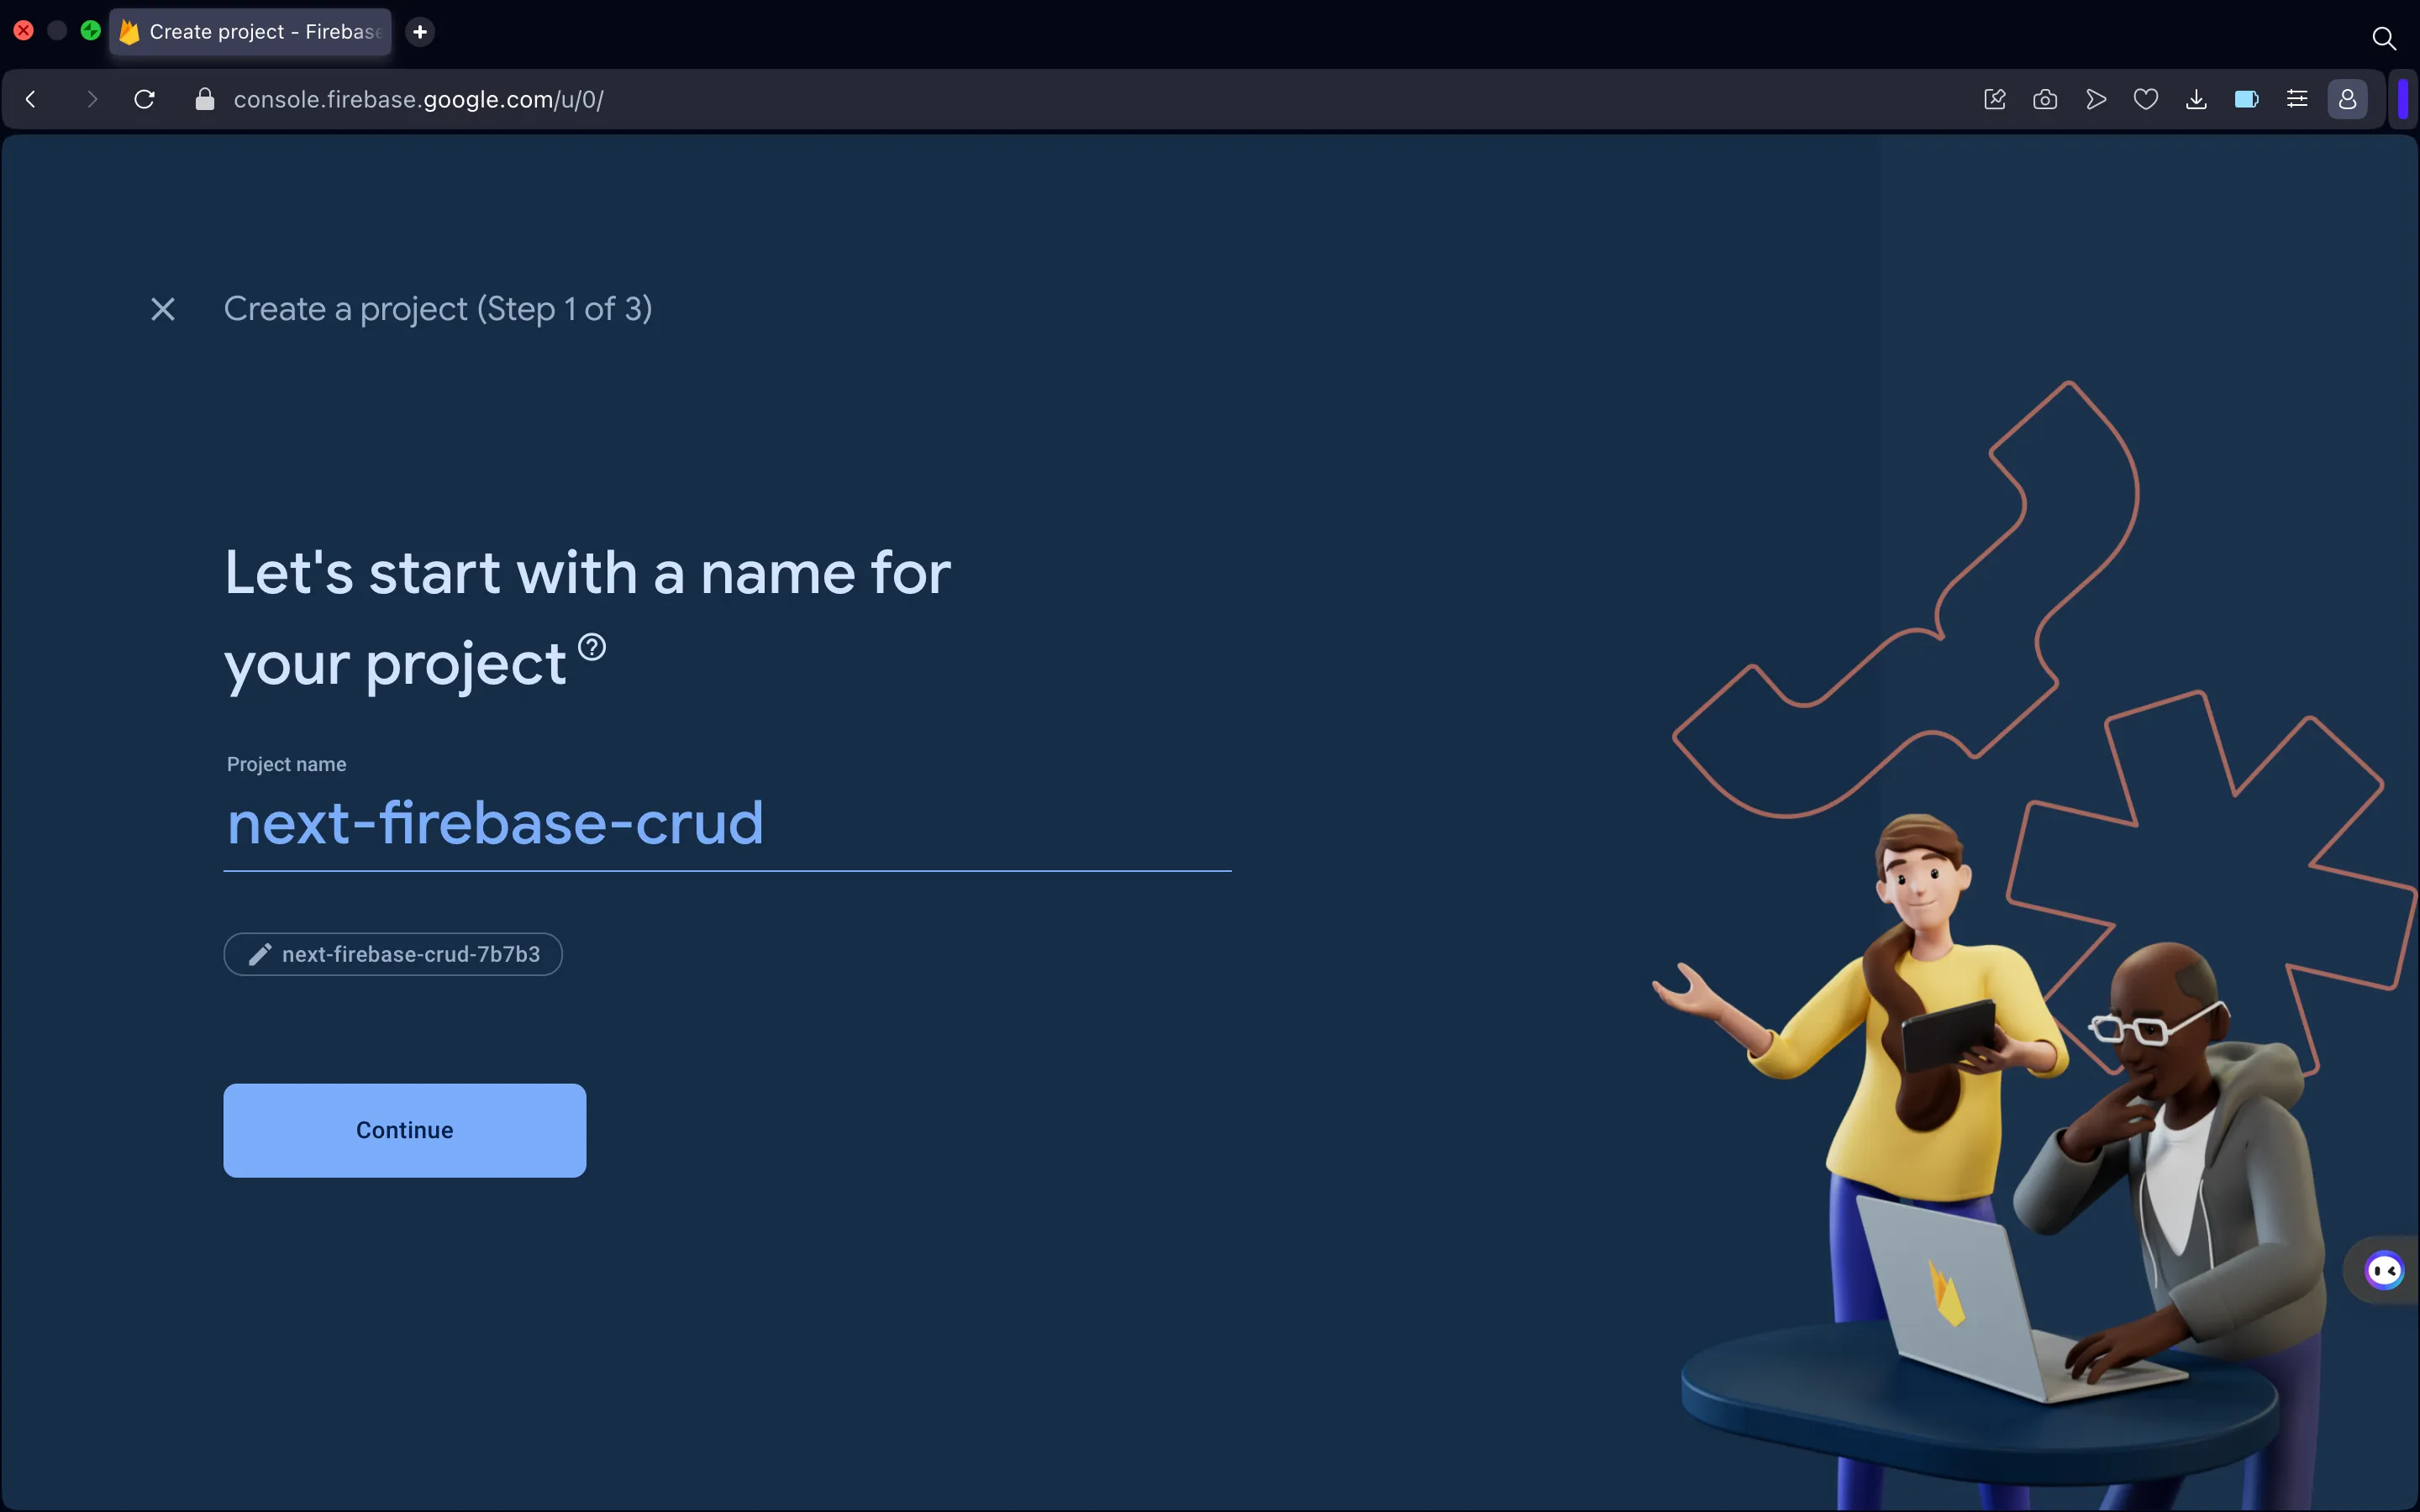 Create project - Firebase
console.firebase.google.com/u/0/
Create a project (Step 1 of 3)
Let's start with a name for
your project
Project name
next-firebase-crud
next-firebase-crud-7b7b3
Continue